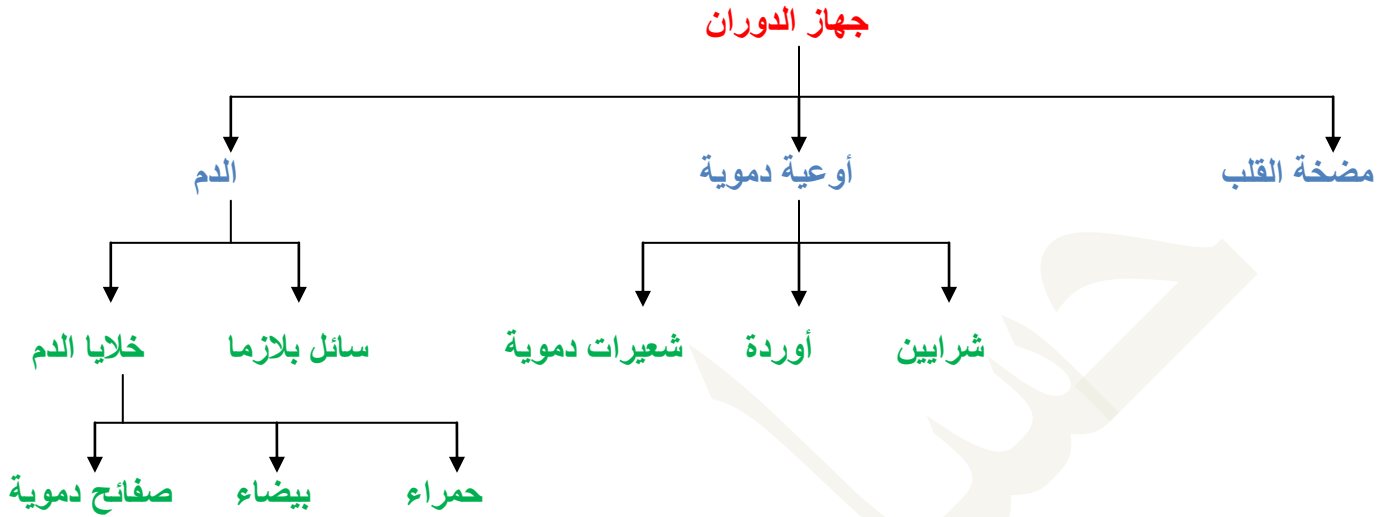 جهاز الدوران
مضخة القلب
أوعية دموية
الدم
شرايين
أوردة
شعيرات دموية
سائل بلازما
خلايا الدم
حمراء
بيضاء
صفائح دموية